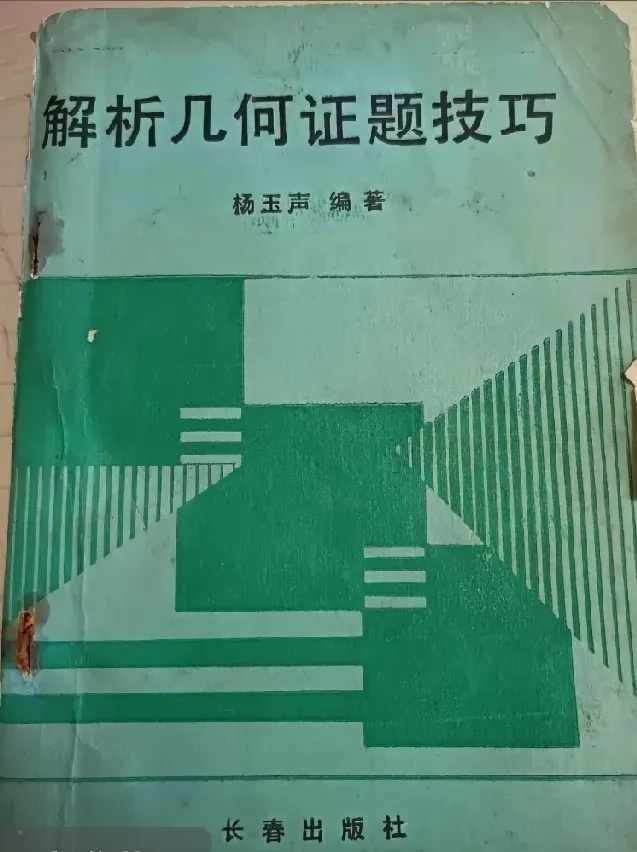 解析几何证题技巧
杨玉声 编著
长春出版社